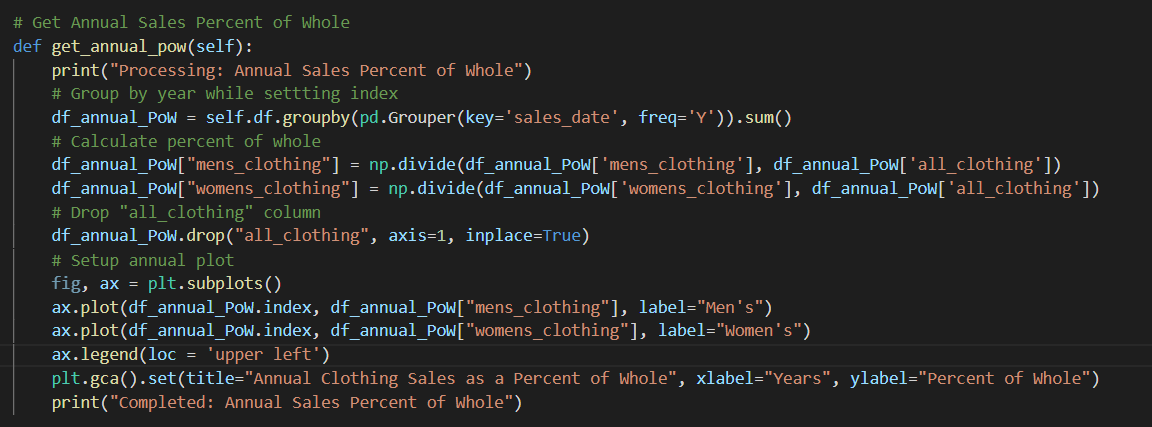 # Get Annual Sales Percent of Whole
def get_annual_pow(self):
    print("Processing: Annual Sales Percent of Whole")
    # Group by year while settting index
    df_annual_PoW = self.df.groupby(pd.Grouper(key='sales_date', freq='Y')).sum()
    # Calculate percent of whole
    df_annual_PoW["mens_clothing"] = np.divide(df_annual_PoW['mens_clothing'], df_annual_PoW['all_clothing'])
    df_annual_PoW["womens_clothing"] = np.divide(df_annual_PoW['womens_clothing'], df_annual_PoW['all_clothing'])
    # Drop "all_clothing" column
    df_annual_PoW.drop("all_clothing", axis=1, inplace=True)
    # Setup annual plot
    fig, ax = plt.subplots()
    ax.plot(df_annual_PoW.index, df_annual_PoW["mens_clothing"], label="Men's")
    ax.plot(df_annual_PoW.index, df_annual_PoW["womens_clothing"], label="Women's")
    ax.legend(loc = 'upper left')
    plt.gca().set(title="Annual Clothing Sales as a Percent of Whole", xlabel="Years", ylabel="Percent of Whole")
    print("Completed: Annual Sales Percent of Whole")